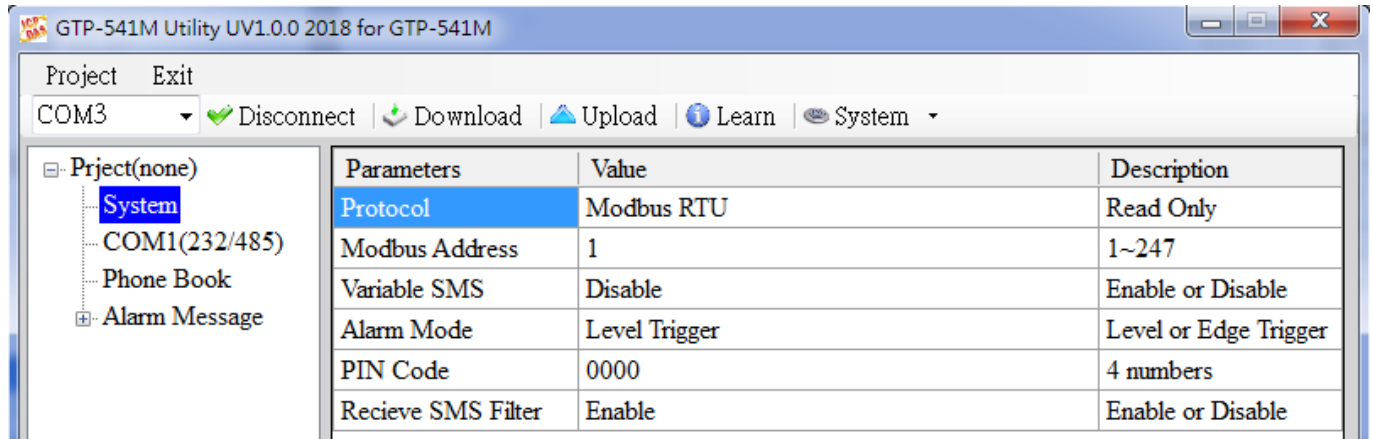 GTP-541M Utility UV1.0.0 2018 for GTP-541M
Project Exit
COM3 Disconnect Download Upload Learn System
Prject(none)
System
COM1(232/485)
Phone Book
Alarm Message
Parameters Value Description
Protocol Modbus RTU Read Only
Modbus Address 1 1~247
Variable SMS Disable Enable or Disable
Alarm Mode Level Trigger Level or Edge Trigger
PIN Code 0000 4 numbers
Recieve SMS Filter Enable Enable or Disable